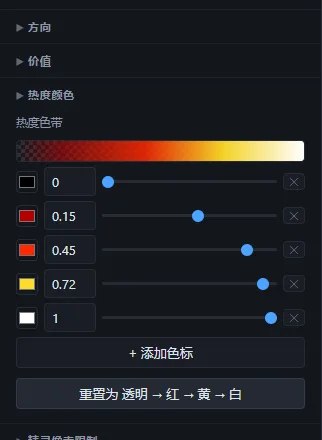 ▶ 方向
▶ 价值
▶ 热度颜色
热度色带
0
0.15
0.45
0.72
1
+ 添加色标
重置为 透明 → 红 → 黄 → 白